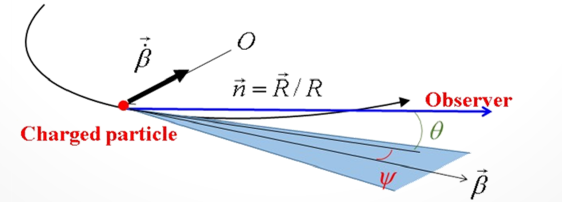 β̇⃗
O
n⃗ = R⃗ / R
Observer
Charged particle
θ
ψ
β⃗